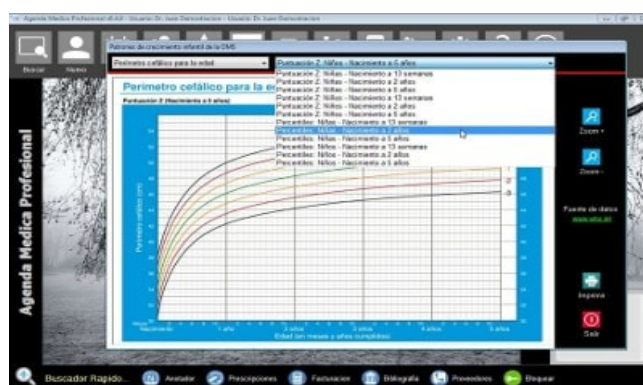 Agenda Medica Profesional v6.4.0 - Usuario: Dr. Juan Demostracion - Usuario: Dr. Juan Demostracion
Buscar
Nuevo
Patrones de crecimiento infantil de la OMS
Perimetro cefálico para la edad
Puntuación Z: Niños - Nacimiento a 5 años
Puntuación Z: Niñas - Nacimiento a 13 semanas
Puntuación Z: Niñas - Nacimiento a 2 años
Puntuación Z: Niñas - Nacimiento a 5 años
Puntuación Z: Niños - Nacimiento a 13 semanas
Puntuación Z: Niños - Nacimiento a 2 años
Puntuación Z: Niños - Nacimiento a 5 años
Percentiles: Niñas - Nacimiento a 13 semanas
Percentiles: Niñas - Nacimiento a 2 años
Percentiles: Niñas - Nacimiento a 5 años
Percentiles: Niños - Nacimiento a 13 semanas
Percentiles: Niños - Nacimiento a 2 años
Percentiles: Niños - Nacimiento a 5 años
Perímetro cefálico para la
Puntuación Z (Nacimiento a 5 años)
Perímetro cefálico (cm)
-2
-3
Meses
Nacimiento
1 año
2 años
3 años
4 años
5 años
Edad (en meses y años cumplidos)
Zoom +
Zoom -
Fuente de datos
www.who.int
Imprimir
Salir
Agenda Medica Profesional
Buscador Rapido...
Anotador
Prescripciones
Facturacion
Bibliografia
Proveedores
Bloquear